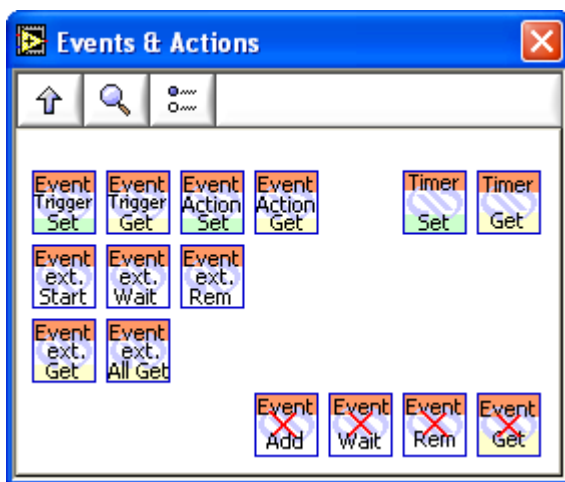 Events & Actions
Event Trigger Set
Event Trigger Get
Event Action Set
Event Action Get
Timer Set
Timer Get
Event ext. Start
Event ext. Wait
Event ext. Rem
Event ext. Get
Event ext. All Get
Event Add
Event Wait
Event Rem
Event Get